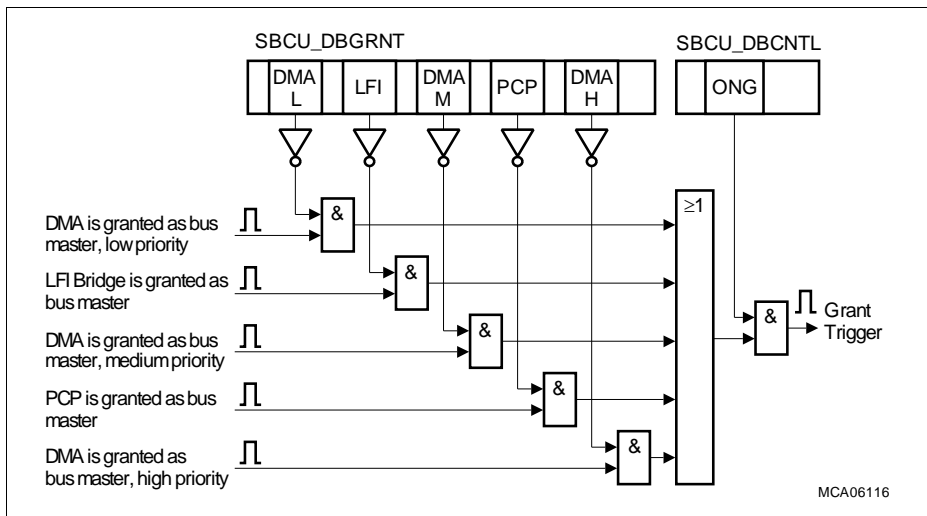 SBCU_DBGRNT
SBCU_DBCNTL
DMA
L
LFI
DMA
M
PCP
DMA
H
ONG
DMA is granted as bus
master, low priority
&
≥1
LFI Bridge is granted as
bus master
&
DMA is granted as bus
master, medium priority
&
&
Grant
Trigger
PCP is granted as bus
master
&
DMA is granted as
bus master, high priority
&
MCA06116